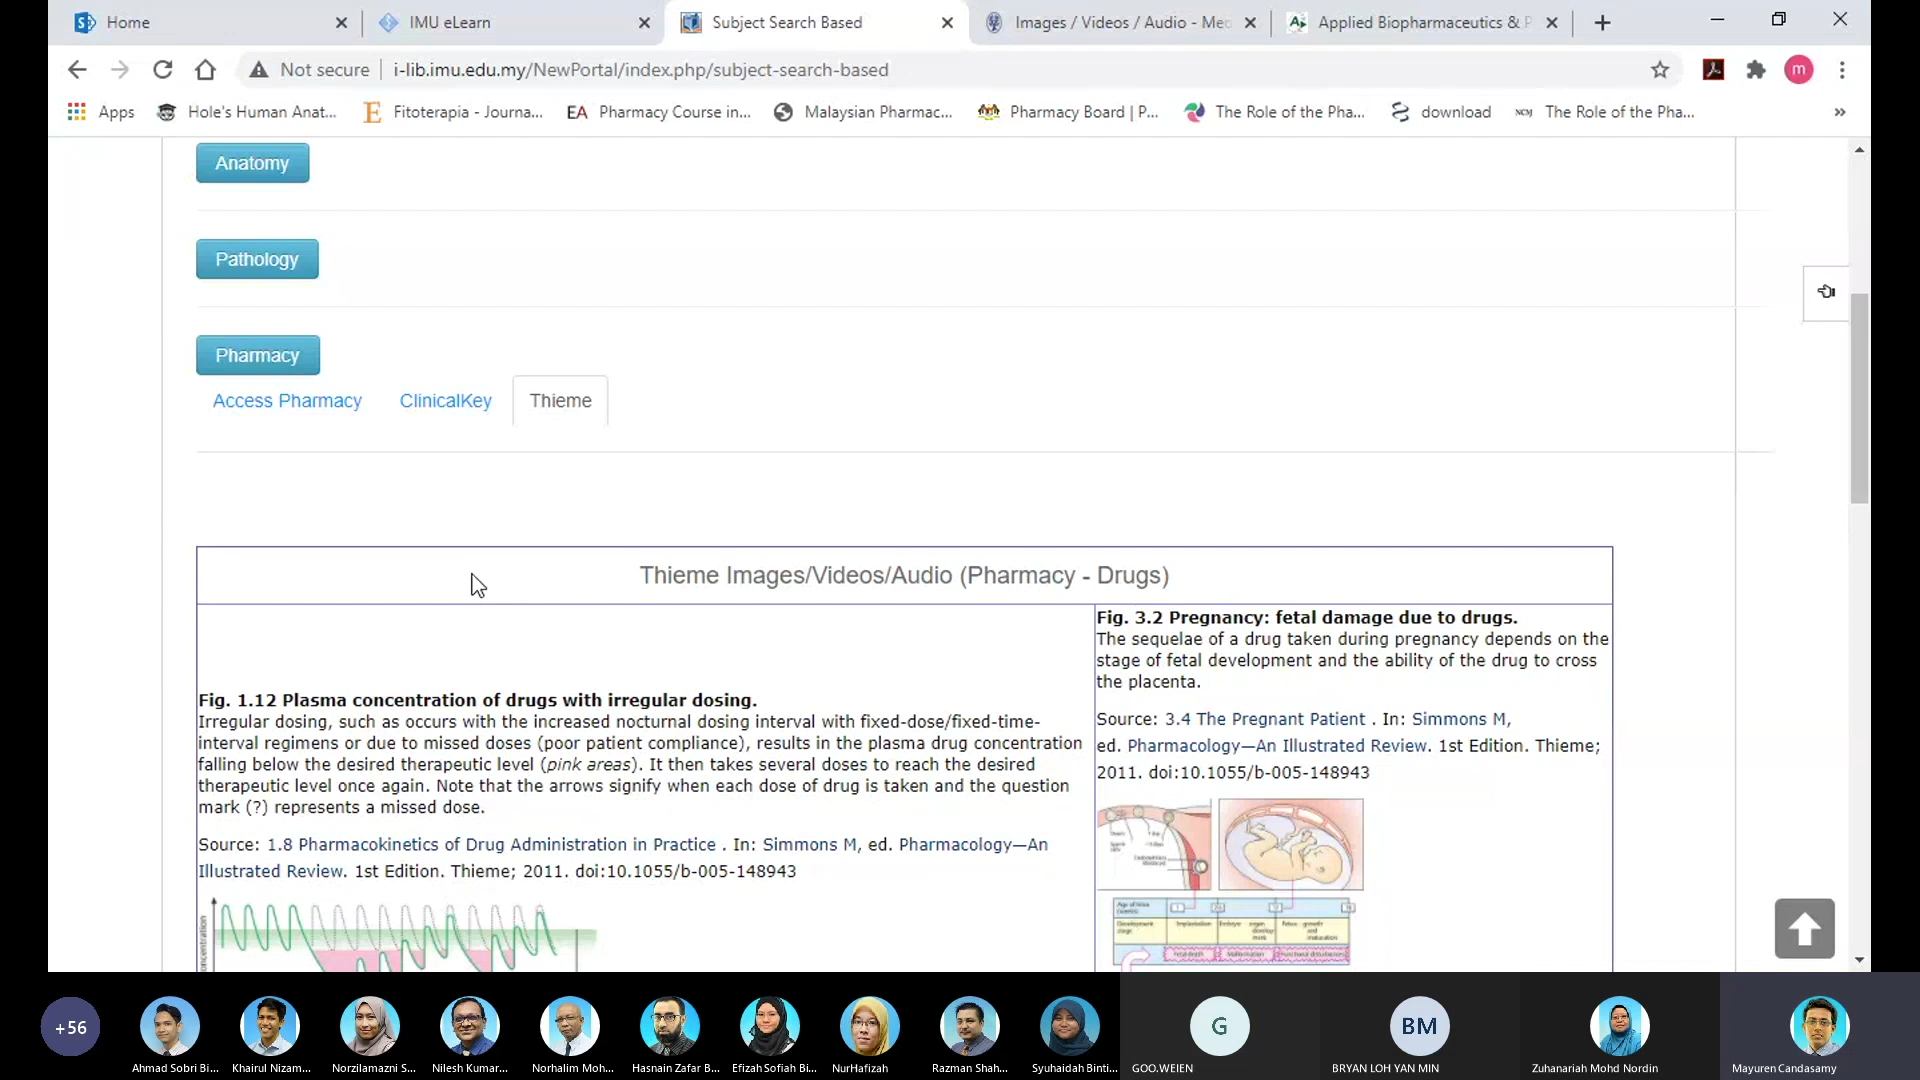 Home
IMU eLearn
Subject Search Based
Images / Videos / Audio - Med
Applied Biopharmaceutics & P
Not secure
i-lib.imu.edu.my/NewPortal/index.php/subject-search-based
m
Apps
Hole's Human Anat...
Fitoterapia - Journa...
EA
Pharmacy Course in...
Malaysian Pharmac...
Pharmacy Board | P...
The Role of the Pha...
download
The Role of the Pha...
Anatomy
Pathology
Pharmacy
Access Pharmacy
ClinicalKey
Thieme
Thieme Images/Videos/Audio (Pharmacy - Drugs)
Fig. 1.12 Plasma concentration of drugs with irregular dosing.
Irregular dosing, such as occurs with the increased nocturnal dosing interval with fixed-dose/fixed-time-
interval regimens or due to missed doses (poor patient compliance), results in the plasma drug concentration
falling below the desired therapeutic level (pink areas). It then takes several doses to reach the desired
therapeutic level once again. Note that the arrows signify when each dose of drug is taken and the question
mark (?) represents a missed dose.
Source: 1.8 Pharmacokinetics of Drug Administration in Practice . In: Simmons M, ed. Pharmacology—An
Illustrated Review. 1st Edition. Thieme; 2011. doi:10.1055/b-005-148943
Fig. 3.2 Pregnancy: fetal damage due to drugs.
The sequelae of a drug taken during pregnancy depends on the
stage of fetal development and the ability of the drug to cross
the placenta.
Source: 3.4 The Pregnant Patient . In: Simmons M,
ed. Pharmacology—An Illustrated Review. 1st Edition. Thieme;
2011. doi:10.1055/b-005-148943
+56
Ahmad Sobri Bi...
Khairul Nizam...
Norzilamazni S...
Nilesh Kumar...
Norhalim Moh...
Hasnain Zafar B...
Efizah Sofiah Bi...
NurHafizah
Razman Shah...
Syuhaidah Binti...
G
GOO.WEIEN
BM
BRYAN LOH YAN MIN
Zuhanariah Mohd Nordin
Mayuren Candasamy